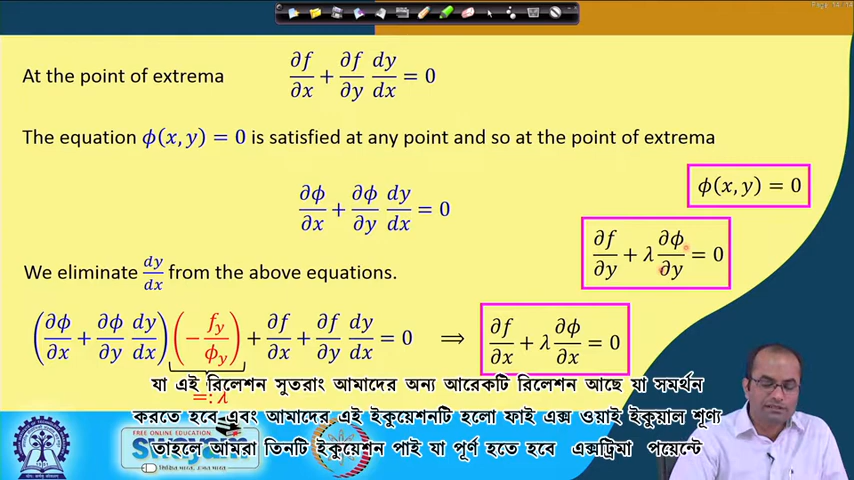 At the point of extrema ∂f/∂x + ∂f/∂y dy/dx = 0
The equation ϕ(x, y) = 0 is satisfied at any point and so at the point of extrema
ϕ(x, y) = 0
∂ϕ/∂x + ∂ϕ/∂y dy/dx = 0
∂f/∂y + λ ∂ϕ/∂y = 0
We eliminate dy/dx from the above equations.
(∂ϕ/∂x + ∂ϕ/∂y dy/dx) (− f_y/ϕ_y) + ∂f/∂x + ∂f/∂y dy/dx = 0 ⟹ ∂f/∂x + λ ∂ϕ/∂x = 0
=: λ
যা এই রিলেশন সুতরাং আমাদের অন্য আরেকটি রিলেশন আছে যা সমর্থন
করতে হবে-এবং আমাদের এই ইকুয়েশনটি হলো ফাই এক্স ওয়াই ইকুয়াল শূণ্য
তাহলে আমরা তিনটি ইকুয়েশন পাই যা পূর্ণ হতে হবে এক্সট্রিমা পয়েন্টে
FREE ONLINE EDUCATION
swayam